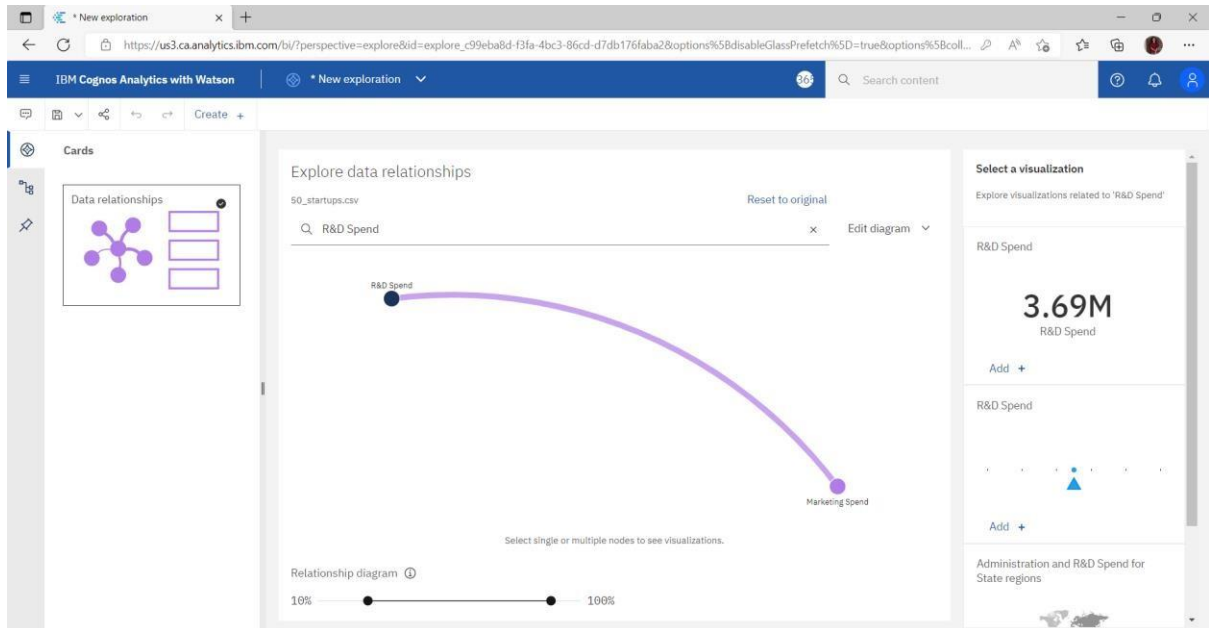 * New exploration
https://us3.ca.analytics.ibm.com/bi/?perspective=explore&id=explore_c99eba8d-f3fa-4bc3-86cd-d7db176faba2&options%5BdisableGlassPrefetch%5D=true&options%5Bcoll...
IBM Cognos Analytics with Watson
* New exploration
Search content
Create +
Cards
Data relationships
Explore data relationships
50_startups.csv
Reset to original
R&D Spend
Edit diagram
R&D Spend
Marketing Spend
Select single or multiple nodes to see visualizations.
Relationship diagram
10%
100%
Select a visualization
Explore visualizations related to 'R&D Spend'
R&D Spend
3.69M
R&D Spend
Add +
R&D Spend
Add +
Administration and R&D Spend for
State regions